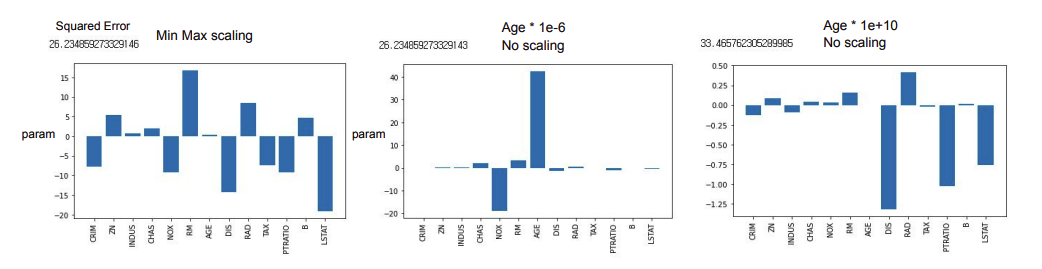 Squared Error
26.234859273329146
Min Max scaling
param
15
10
5
0
−5
−10
−15
−20
CRIM
ZN
INDUS
CHAS
NOX
RM
AGE
DIS
RAD
TAX
PTRATIO
B
LSTAT
Age * 1e-6
26.234859273329143
No scaling
param
40
30
20
10
0
−10
−20
CRIM
ZN
INDUS
CHAS
NOX
RM
AGE
DIS
RAD
TAX
PTRATIO
B
LSTAT
Age * 1e+10
33.465762305289985
No scaling
0.50
0.25
0.00
−0.25
−0.50
−0.75
−1.00
−1.25
CRIM
ZN
INDUS
CHAS
NOX
RM
AGE
DIS
RAD
TAX
PTRATIO
B
LSTAT